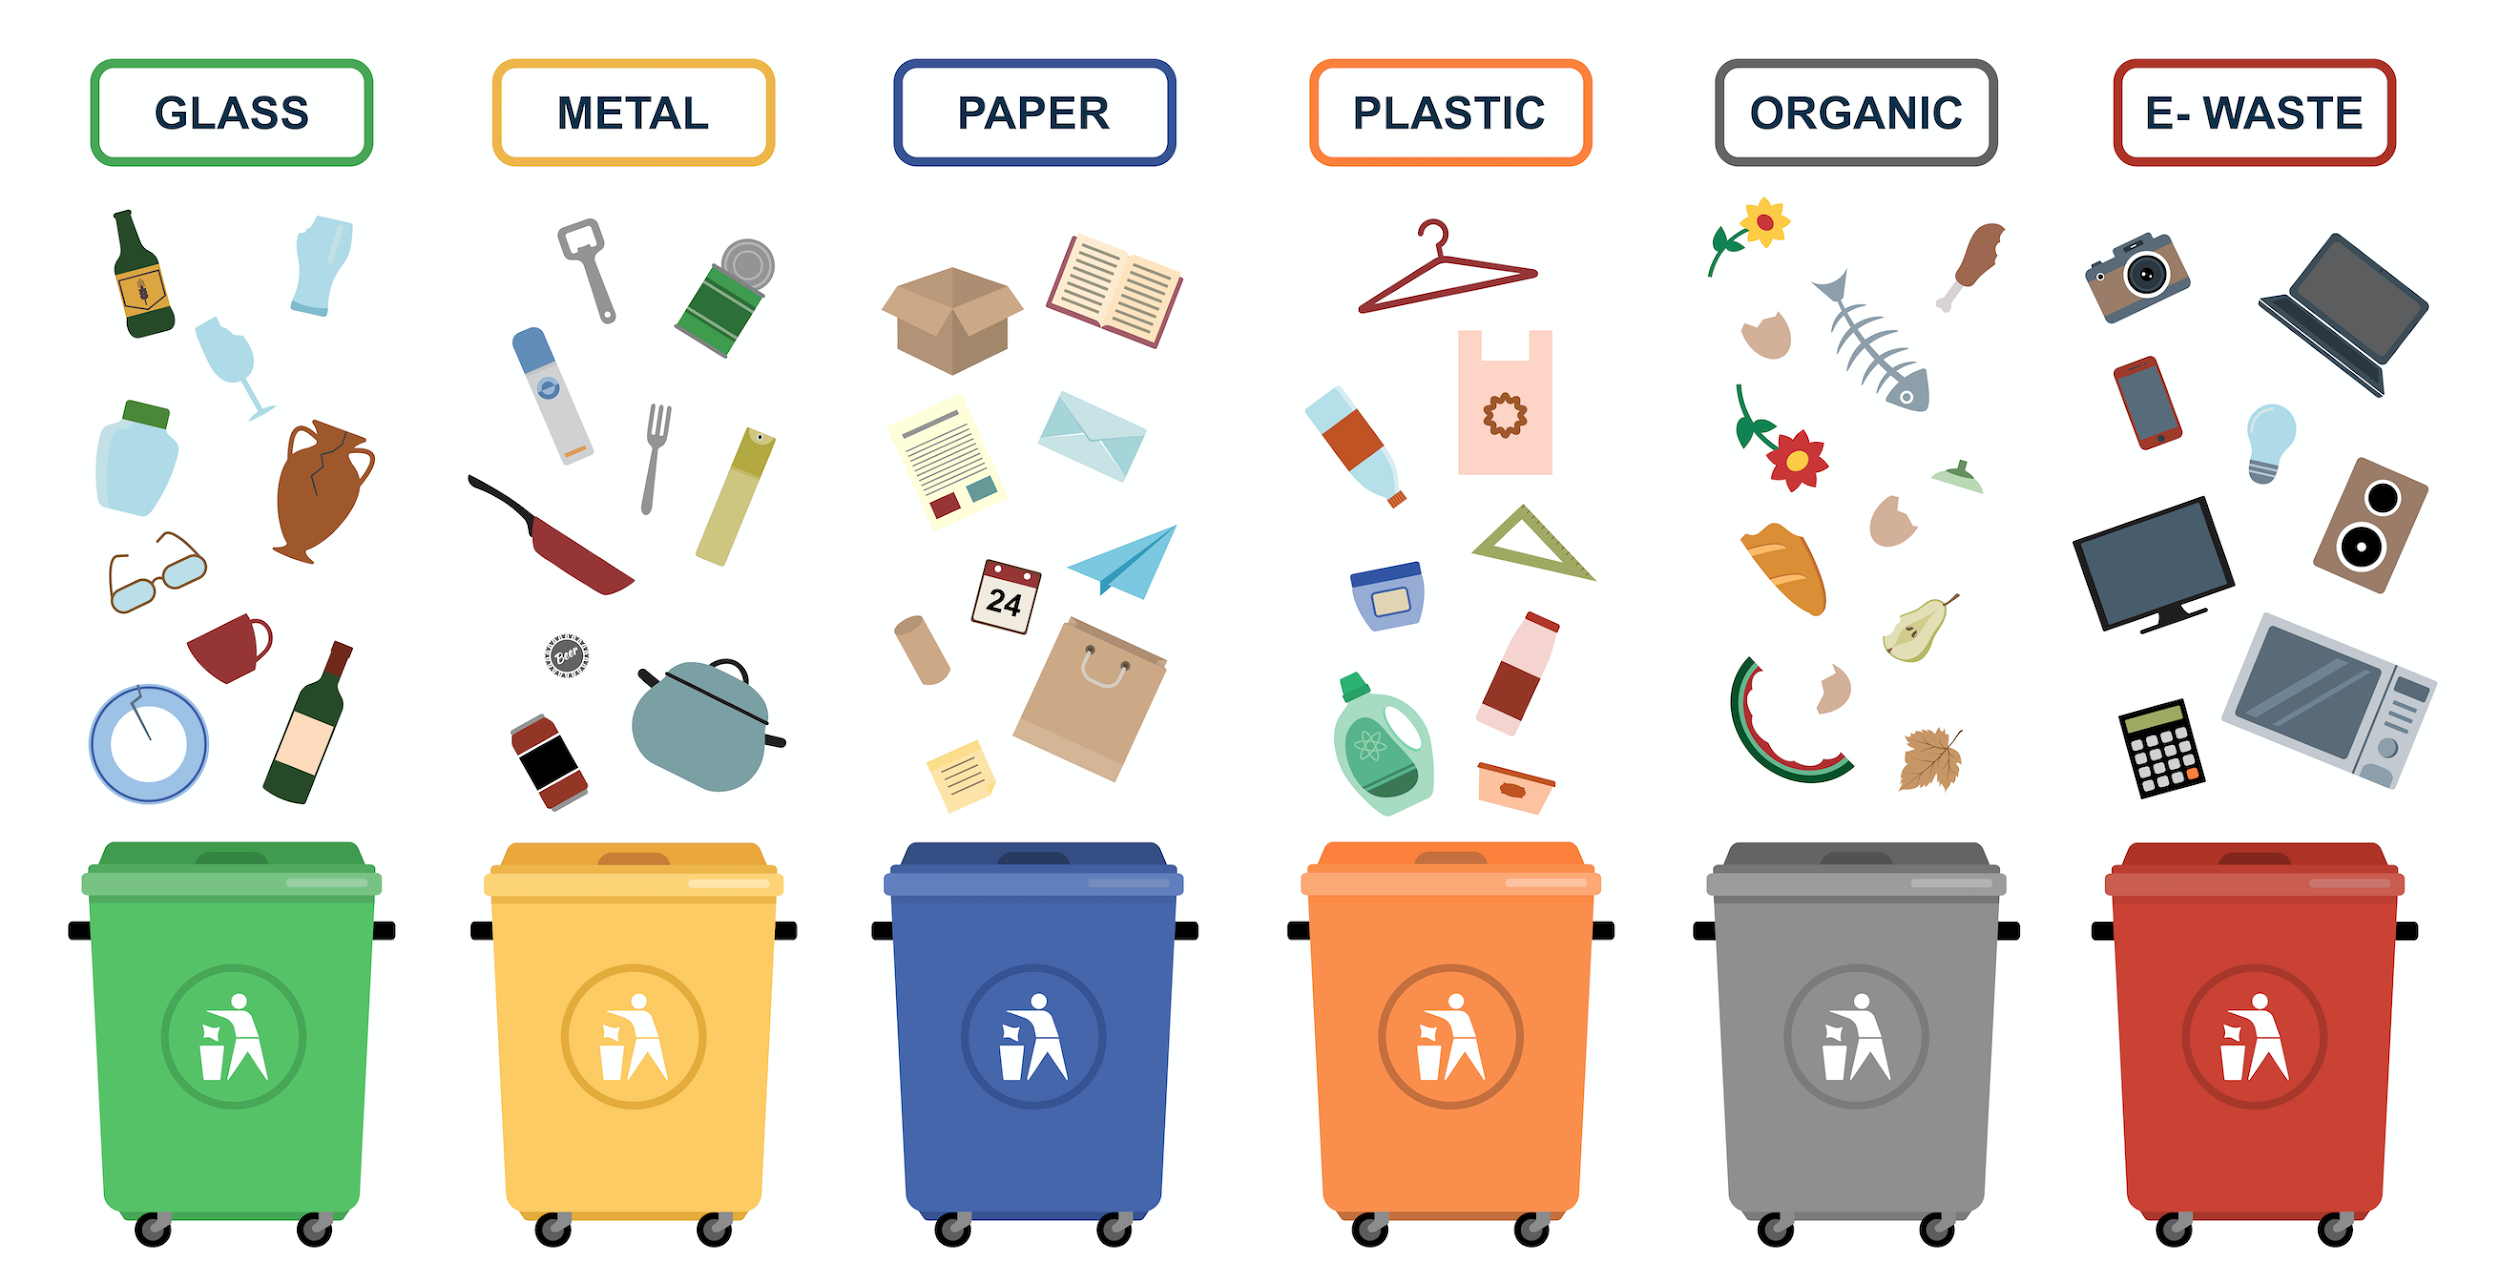 GLASS
METAL
PAPER
PLASTIC
ORGANIC
E- WASTE
24
Beer